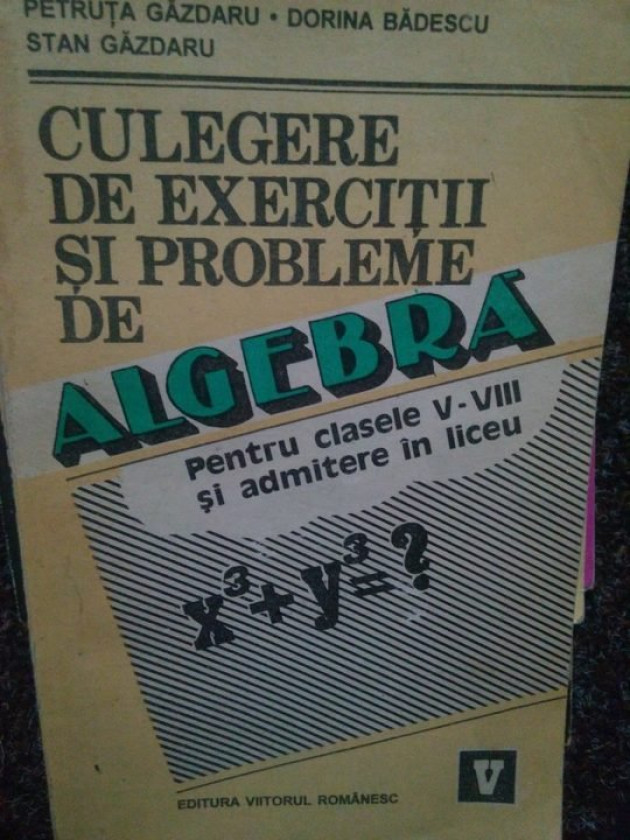 PETRUȚA GĂZDARU • DORINA BĂDESCU
STAN GĂZDARU
CULEGERE
DE EXERCIȚII
ȘI PROBLEME
DE
ALGEBRĂ
Pentru clasele V-VIII
și admitere în liceu
x³+y³=?
EDITURA VIITORUL ROMÂNESC
V